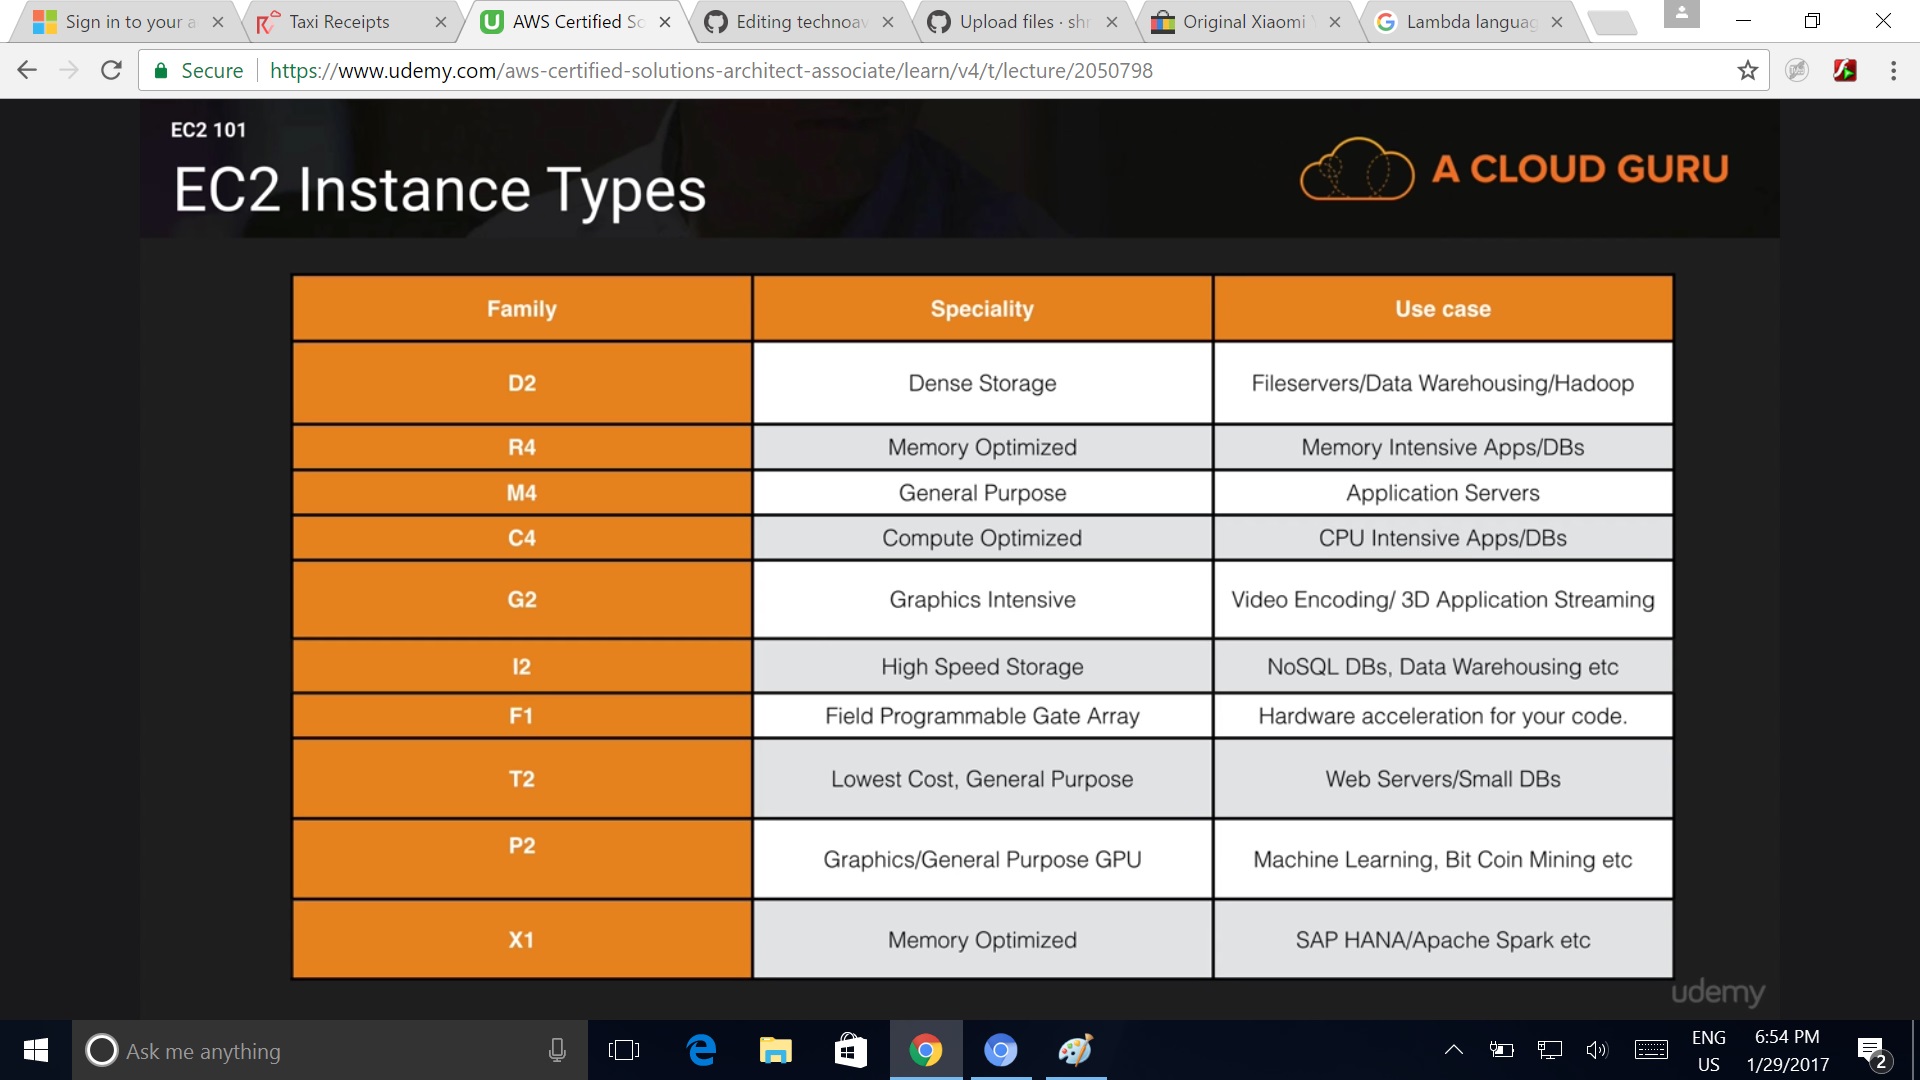 Sign in to your a
Taxi Receipts
AWS Certified So
Editing technoav
Upload files · shr
Original Xiaomi
Lambda languag
Secure https://www.udemy.com/aws-certified-solutions-architect-associate/learn/v4/t/lecture/2050798
EC2 101
EC2 Instance Types
A CLOUD GURU
Family Speciality Use case
D2 Dense Storage Fileservers/Data Warehousing/Hadoop
R4 Memory Optimized Memory Intensive Apps/DBs
M4 General Purpose Application Servers
C4 Compute Optimized CPU Intensive Apps/DBs
G2 Graphics Intensive Video Encoding/ 3D Application Streaming
I2 High Speed Storage NoSQL DBs, Data Warehousing etc
F1 Field Programmable Gate Array Hardware acceleration for your code.
T2 Lowest Cost, General Purpose Web Servers/Small DBs
P2 Graphics/General Purpose GPU Machine Learning, Bit Coin Mining etc
X1 Memory Optimized SAP HANA/Apache Spark etc
udemy
Ask me anything
ENG
US
6:54 PM
1/29/2017
2